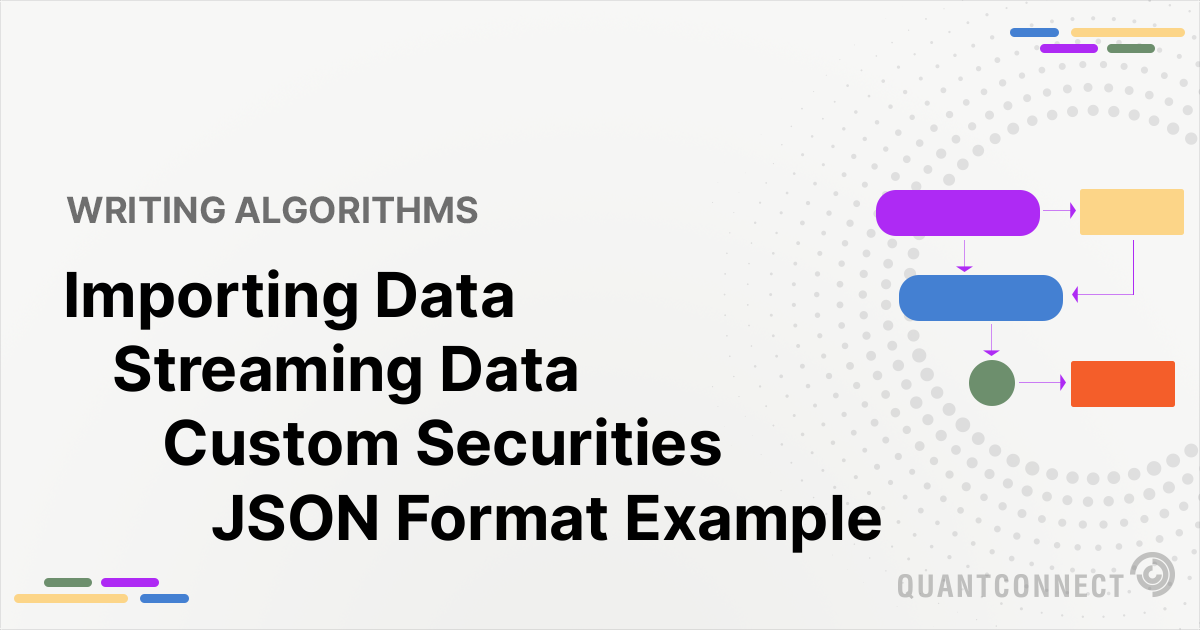 WRITING ALGORITHMS
Importing Data
Streaming Data
Custom Securities
JSON Format Example
QUANTCONNECT